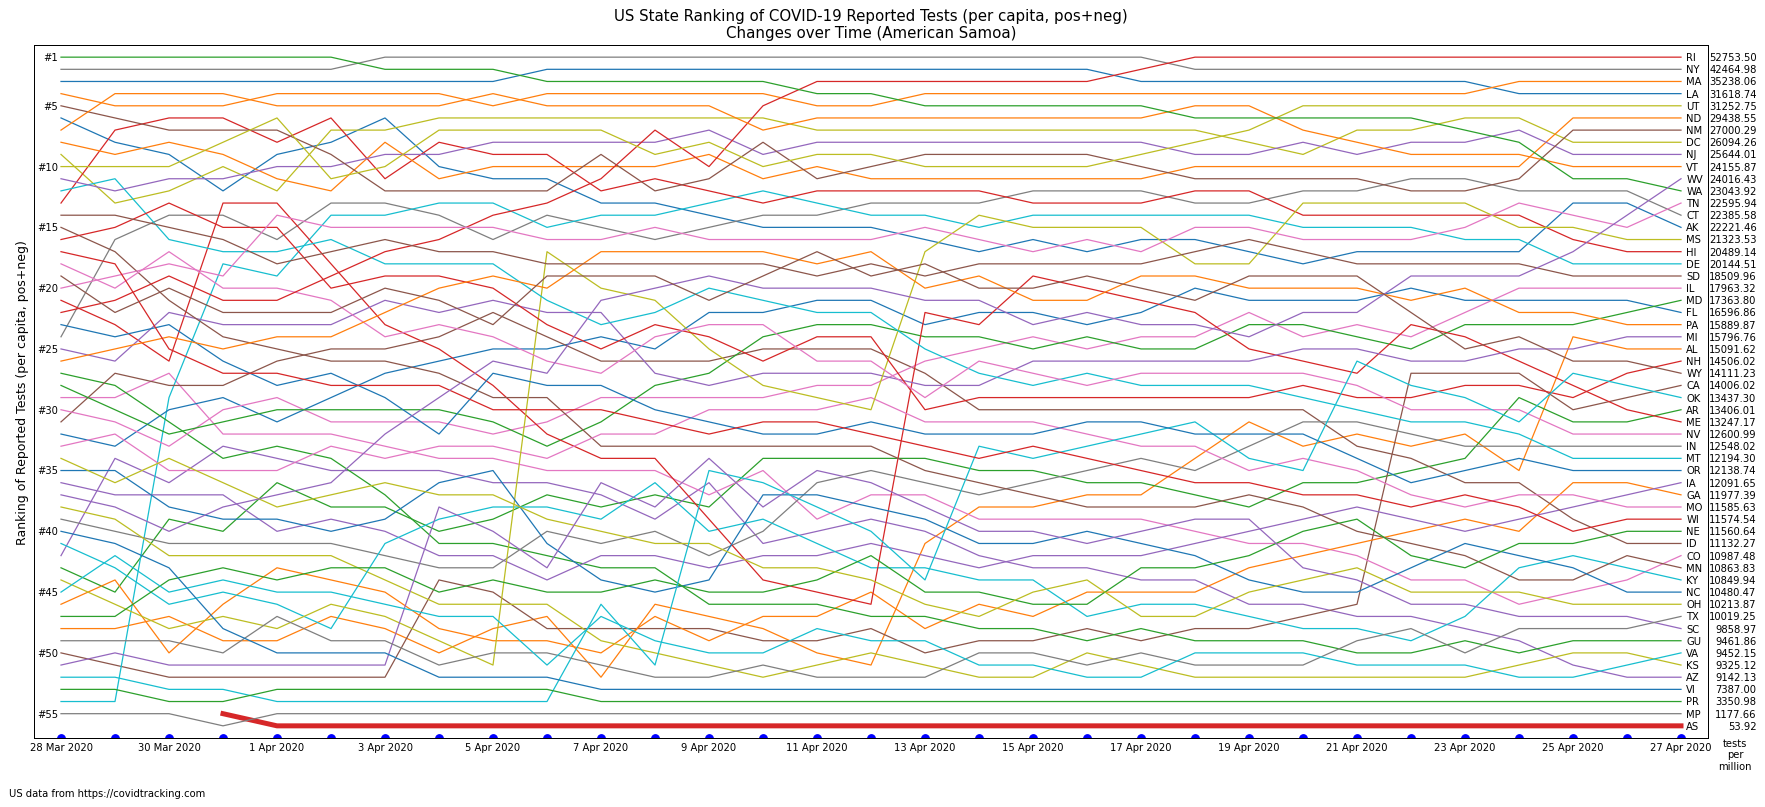 US State Ranking of COVID-19 Reported Tests (per capita, pos+neg)
Changes over Time (American Samoa)
Ranking of Reported Tests (per capita, pos+neg)
#1
#5
#10
#15
#20
#25
#30
#35
#40
#45
#50
#55
RI 52753.50
NY 42464.98
MA 35238.06
LA 31618.74
UT 31252.75
ND 29438.55
NM 27000.29
DC 26094.26
NJ 25644.01
VT 24155.87
WV 24016.43
WA 23043.92
TN 22595.94
CT 22385.58
AK 22221.46
MS 21323.53
HI 20489.14
DE 20144.51
SD 18509.96
IL 17963.32
MD 17363.80
FL 16596.86
PA 15889.87
MI 15796.76
AL 15091.62
NH 14506.02
WY 14111.23
CA 14006.02
OK 13437.30
AR 13406.01
ME 13247.17
NV 12600.99
IN 12548.02
MT 12194.30
OR 12138.74
IA 12091.65
GA 11977.39
MO 11585.63
WI 11574.54
NE 11560.64
ID 11132.27
CO 10987.48
MN 10863.83
KY 10849.94
NC 10480.47
OH 10213.87
TX 10019.25
SC 9858.97
GU 9461.86
VA 9452.15
KS 9325.12
AZ 9142.13
VI 7387.00
PR 3350.98
MP 1177.66
AS 53.92
28 Mar 2020 30 Mar 2020 1 Apr 2020 3 Apr 2020 5 Apr 2020 7 Apr 2020 9 Apr 2020 11 Apr 2020 13 Apr 2020 15 Apr 2020 17 Apr 2020 19 Apr 2020 21 Apr 2020 23 Apr 2020 25 Apr 2020 27 Apr 2020
tests
per
million
US data from https://covidtracking.com